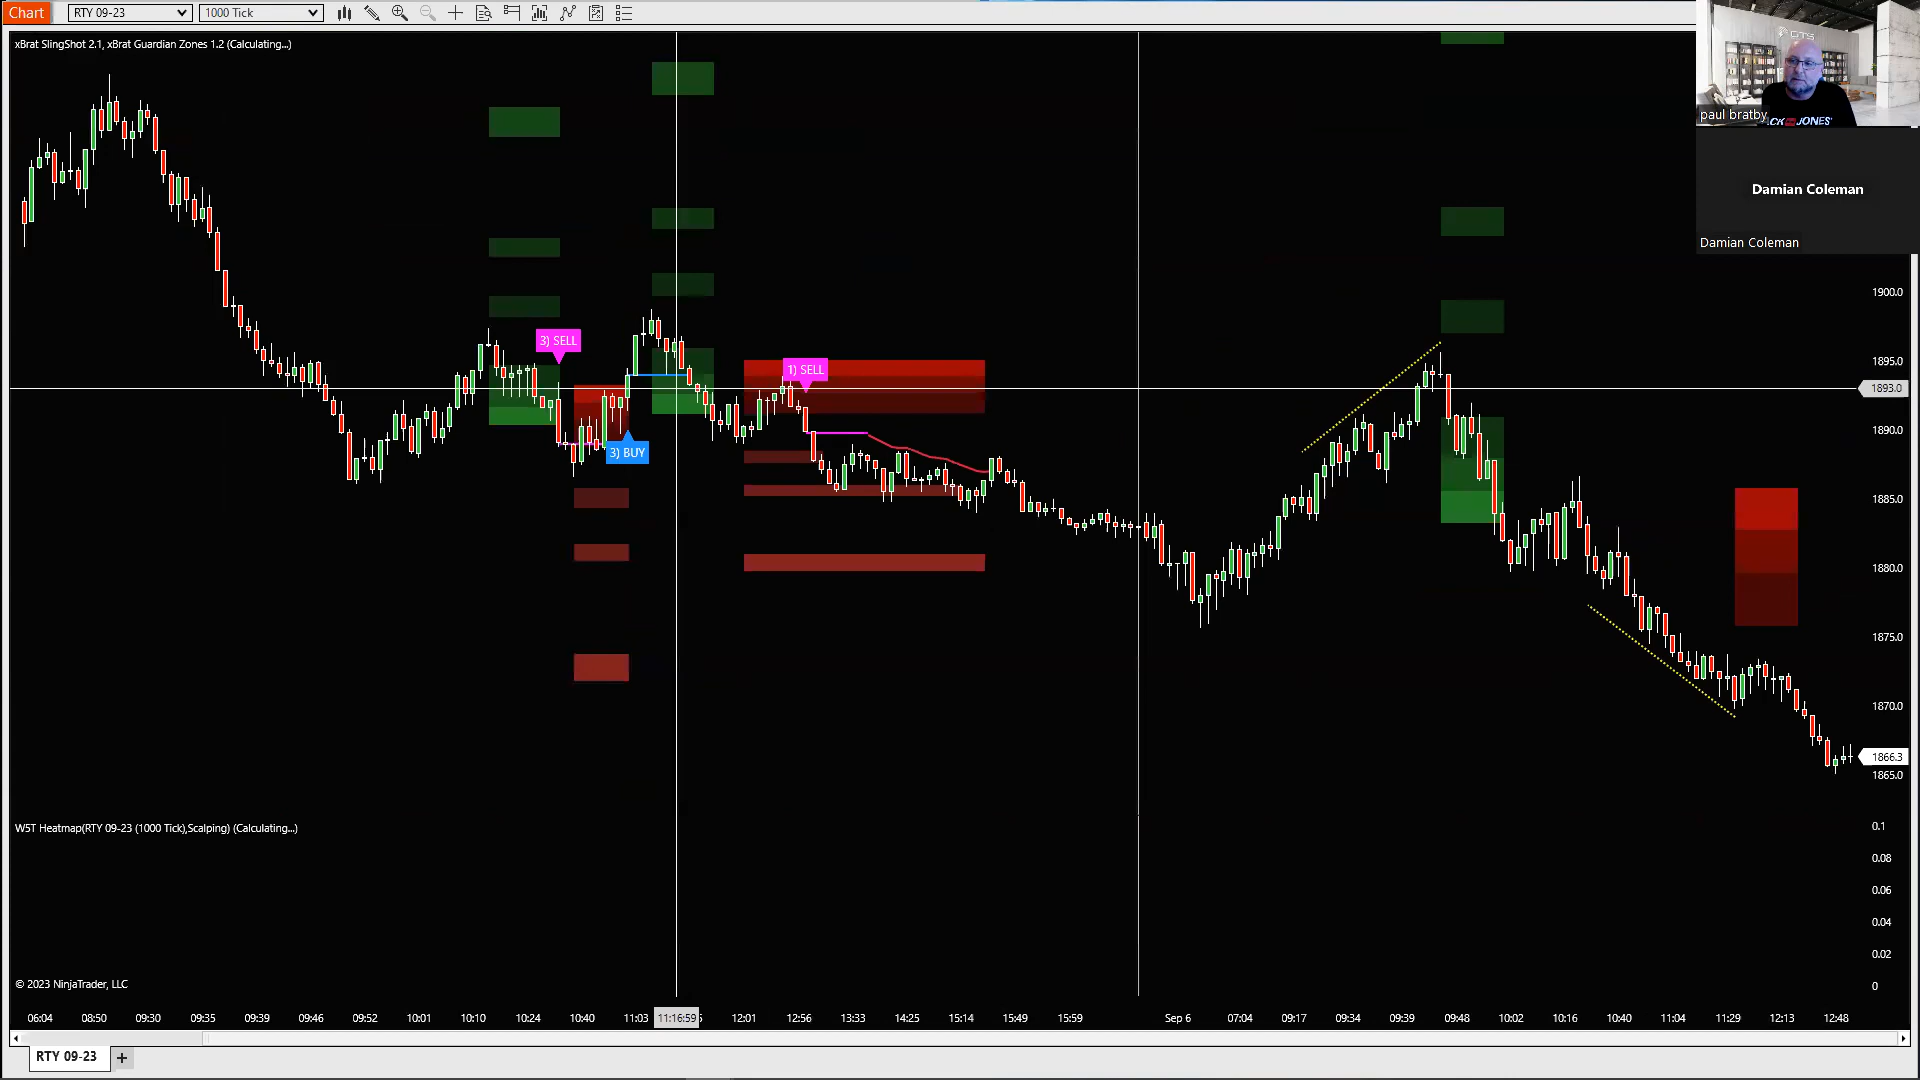 Chart
RTY 09-23
1000 Tick
xBrat SlingShot 2.1, xBrat Guardian Zones 1.2 (Calculating...)
GTS
paul bratby
JONES'
Damian Coleman
Damian Coleman
3) SELL
3) BUY
1) SELL
1900.0
1895.0
1893.0
1890.0
1885.0
1880.0
1875.0
1870.0
1866.3
1865.0
W5T Heatmap(RTY 09-23 (1000 Tick),Scalping) (Calculating...)
0.1
0.08
0.06
0.04
0.02
0
© 2023 NinjaTrader, LLC
06:04 08:50 09:30 09:35 09:39 09:46 09:52 10:01 10:10 10:24 10:40 11:03 11:16:59 12:01 12:56 13:33 14:25 15:14 15:49 15:59 Sep 6 07:04 09:17 09:34 09:39 09:48 10:02 10:16 10:40 11:04 11:29 12:13 12:48
RTY 09-23